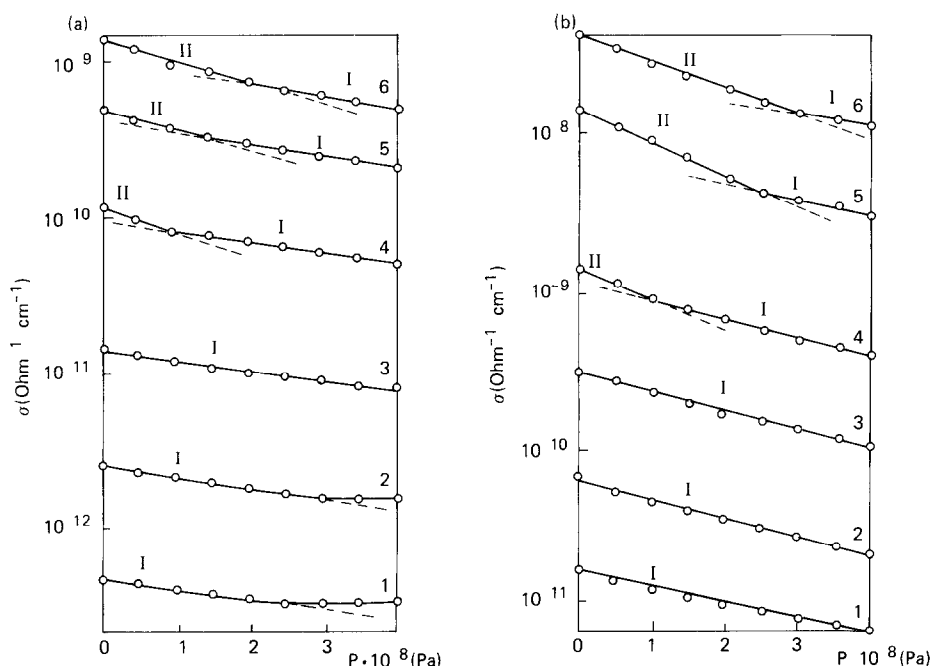 (a)
II
I
6
10 9
II
I
5
II
I
4
10 10
I
3
10 11
I
2
10 12
I
1
σ(Ohm⁻¹ cm⁻¹)
0 1 2 3 4
P·10 ⁸(Pa)
(b)
II
I
6
10 8
II
I
5
II
I
4
10⁻⁹
I
3
10 10
I
2
I
1
10 11
σ(Ohm⁻¹ cm⁻¹)
0 1 2 3 4
P 10 ⁸(Pa)